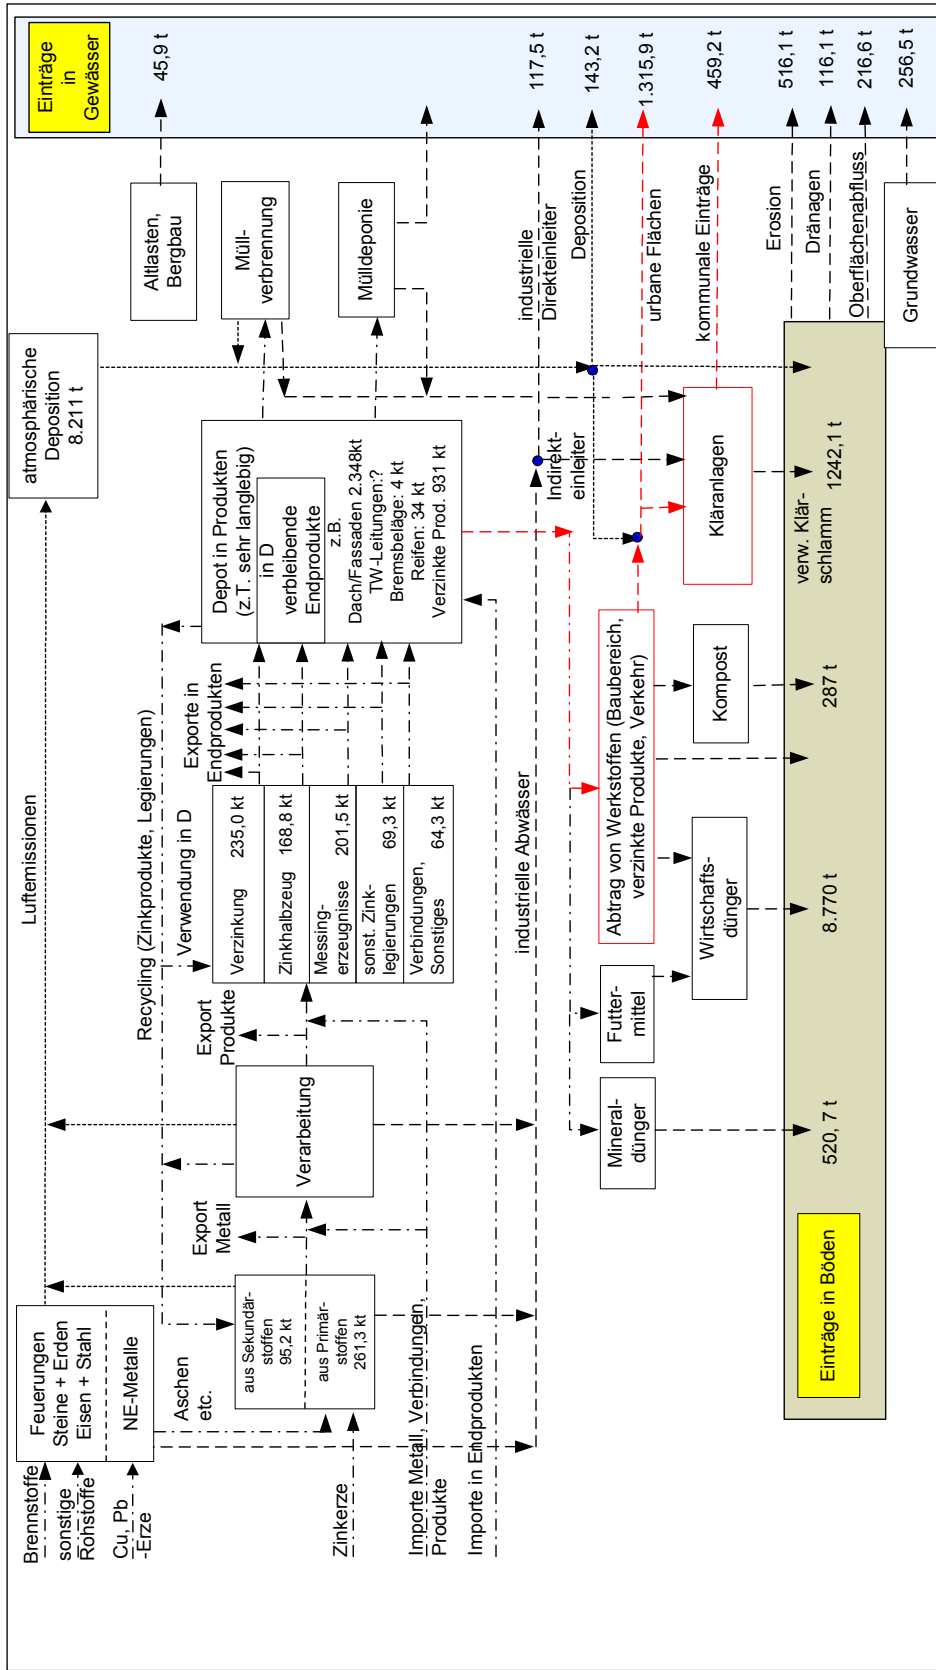 Brennstoffe
sonstige
Rohstoffe
Cu, Pb
-Erze
Zinkerze
Importe Metall, Verbindungen,
Produkte
Importe in Endprodukten
Feuerungen
Steine + Erden
Eisen + Stahl
NE-Metalle
Aschen
etc.
aus Sekundär-
stoffen
95,2 kt
aus Primär-
stoffen
261,3 kt
Export
Metall
Verarbeitung
Export
Produkte
Luftemissionen
Recycling (Zinkprodukte, Legierungen)
Verwendung in D
Verzinkung 235,0 kt
Zinkhalbzeug 168,8 kt
Messing-
erzeugnisse 201,5 kt
sonst. Zink-
legierungen 69,3 kt
Verbindungen,
Sonstiges 64,3 kt
Exporte in
Endprodukten
industrielle Abwässer
Depot in Produkten
(z.T. sehr langlebig)
in D
verbleibende
Endprodukte
z.B.
Dach/Fassaden 2.348kt
TW-Leitungen:?
Bremsbeläge: 4 kt
Reifen: 34 kt
Verzinkte Prod. 931 kt
atmosphärische
Deposition
8.211 t
Altlasten,
Bergbau
Müll-
verbrennung
Mülldeponie
industrielle
Direkteinleiter
Deposition
urbane Flächen
kommunale Einträge
Indirekt-
einleiter
Kläranlagen
Abtrag von Werkstoffen (Baubereich,
verzinkte Produkte, Verkehr)
Mineral-
dünger
Futter-
mittel
Wirtschafts-
dünger
Kompost
verw. Klär-
schlamm 1242,1 t
Einträge in Böden
520, 7 t
8.770 t
287 t
Erosion
Dränagen
Oberflächenabfluss
Grundwasser
Einträge
in
Gewässer
45,9 t
117,5 t
143,2 t
1.315,9 t
459,2 t
516,1 t
116,1 t
216,6 t
256,5 t